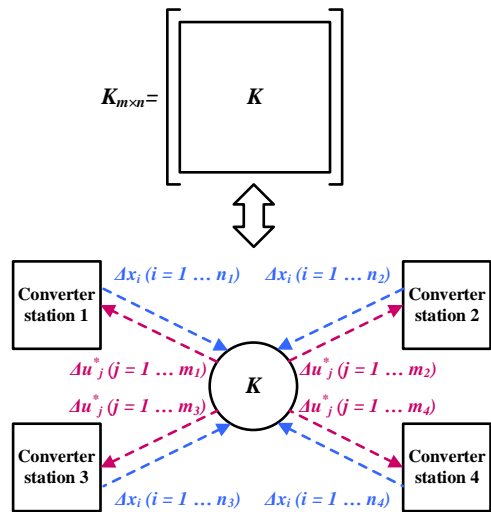 K_{m×n}= K
Δx_i (i = 1 ... n_1) Δx_i (i = 1 ... n_2)
Converter station 1
Converter station 2
Δu^*_j (j = 1 ... m_1) Δu^*_j (j = 1 ... m_2)
K
Δu^*_j (j = 1 ... m_3) Δu^*_j (j = 1 ... m_4)
Converter station 3
Converter station 4
Δx_i (i = 1 ... n_3) Δx_i (i = 1 ... n_4)